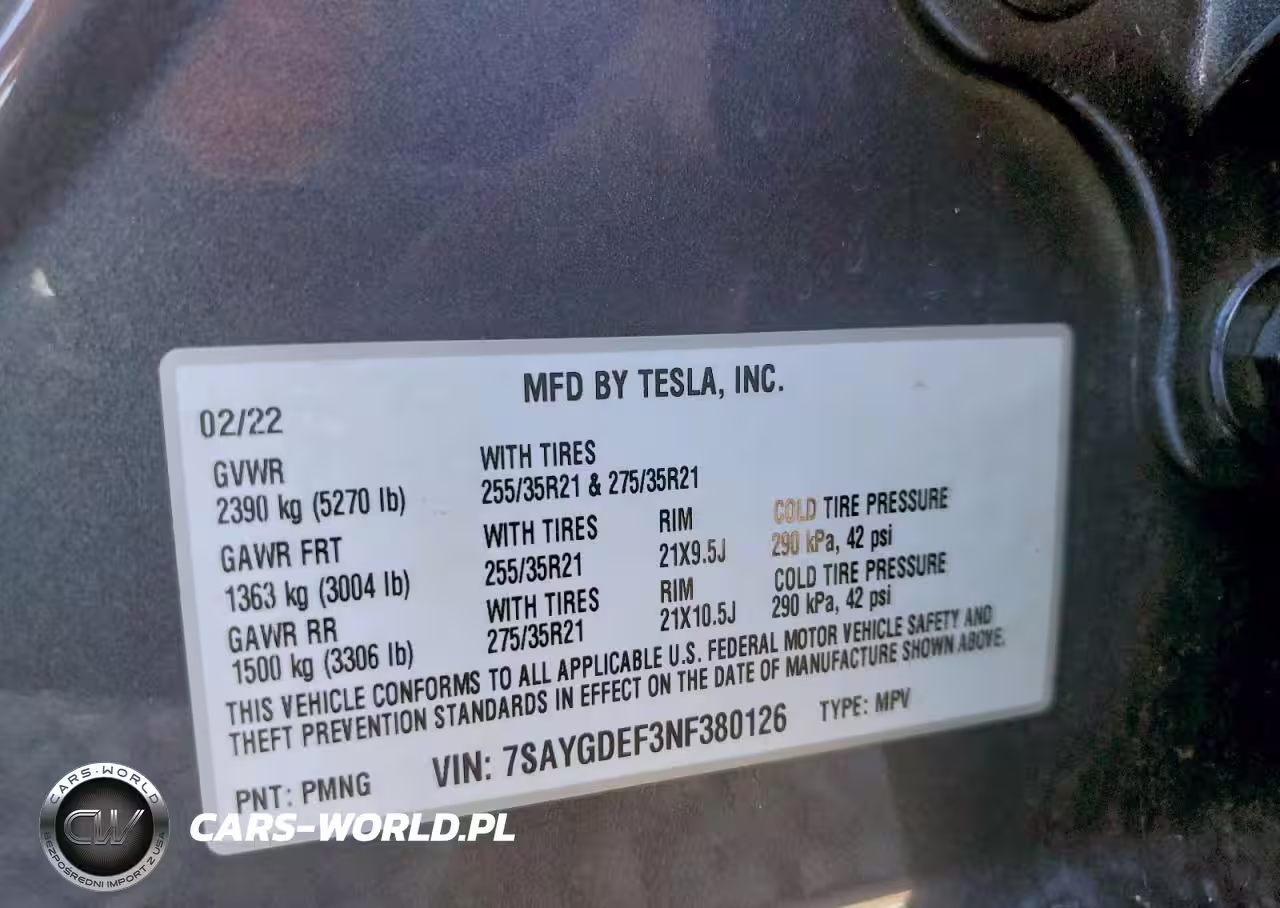 MFD BY TESLA, INC.
02/22
GVWR WITH TIRES
2390 kg (5270 lb) 255/35R21 & 275/35R21
GAWR FRT WITH TIRES RIM COLD TIRE PRESSURE
1363 kg (3004 lb) 255/35R21 21X9.5J 290 kPa, 42 psi
GAWR RR WITH TIRES RIM COLD TIRE PRESSURE
1500 kg (3306 lb) 275/35R21 21X10.5J 290 kPa, 42 psi
THIS VEHICLE CONFORMS TO ALL APPLICABLE U.S. FEDERAL MOTOR VEHICLE SAFETY AND
THEFT PREVENTION STANDARDS IN EFFECT ON THE DATE OF MANUFACTURE SHOWN ABOVE.
PNT: PMNG VIN: 7SAYGDEF3NF380126 TYPE: MPV
CARS-WORLD
CW
BEZPOŚREDNI IMPORT Z USA
CARS-WORLD.PL